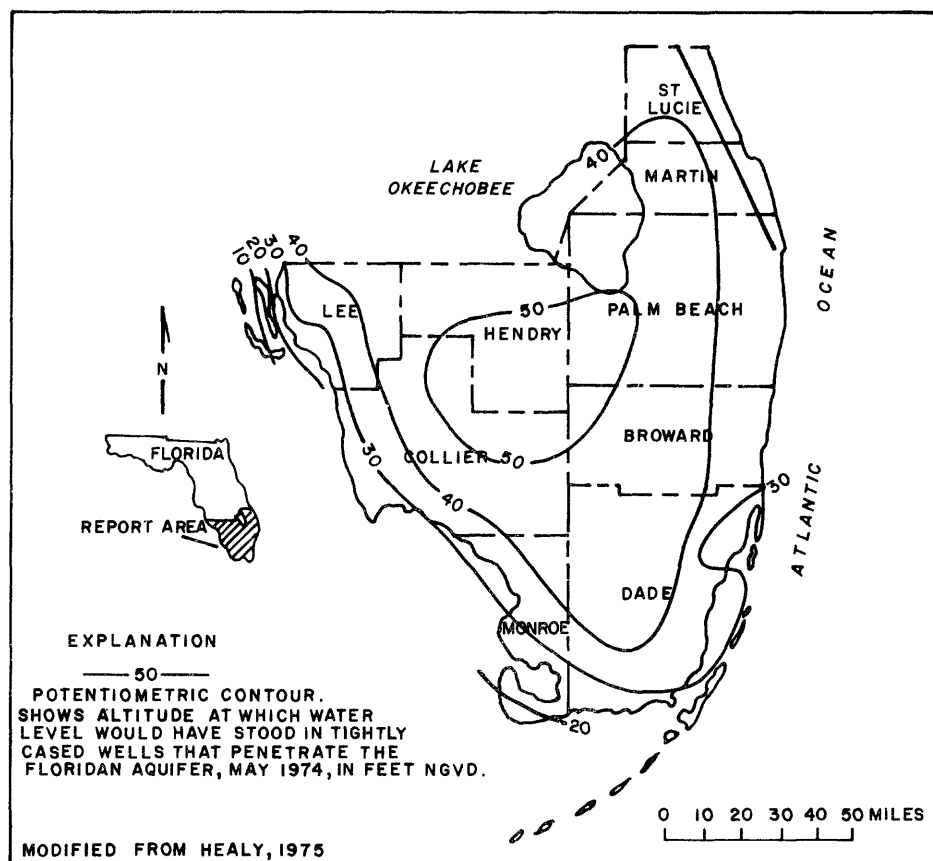 ST
LUCIE
40
LAKE
OKEECHOBEE
MARTIN
OCEAN
10
20
30
40
LEE
50
HENDRY
PALM BEACH
N
FLORIDA
REPORT AREA
30
COLLIER 50
BROWARD
40
30
ATLANTIC
DADE
MONROE
20
EXPLANATION
50
POTENTIOMETRIC CONTOUR.
SHOWS ALTITUDE AT WHICH WATER
LEVEL WOULD HAVE STOOD IN TIGHTLY
CASED WELLS THAT PENETRATE THE
FLORIDAN AQUIFER, MAY 1974, IN FEET NGVD.
0 10 20 30 40 50 MILES
MODIFIED FROM HEALY, 1975